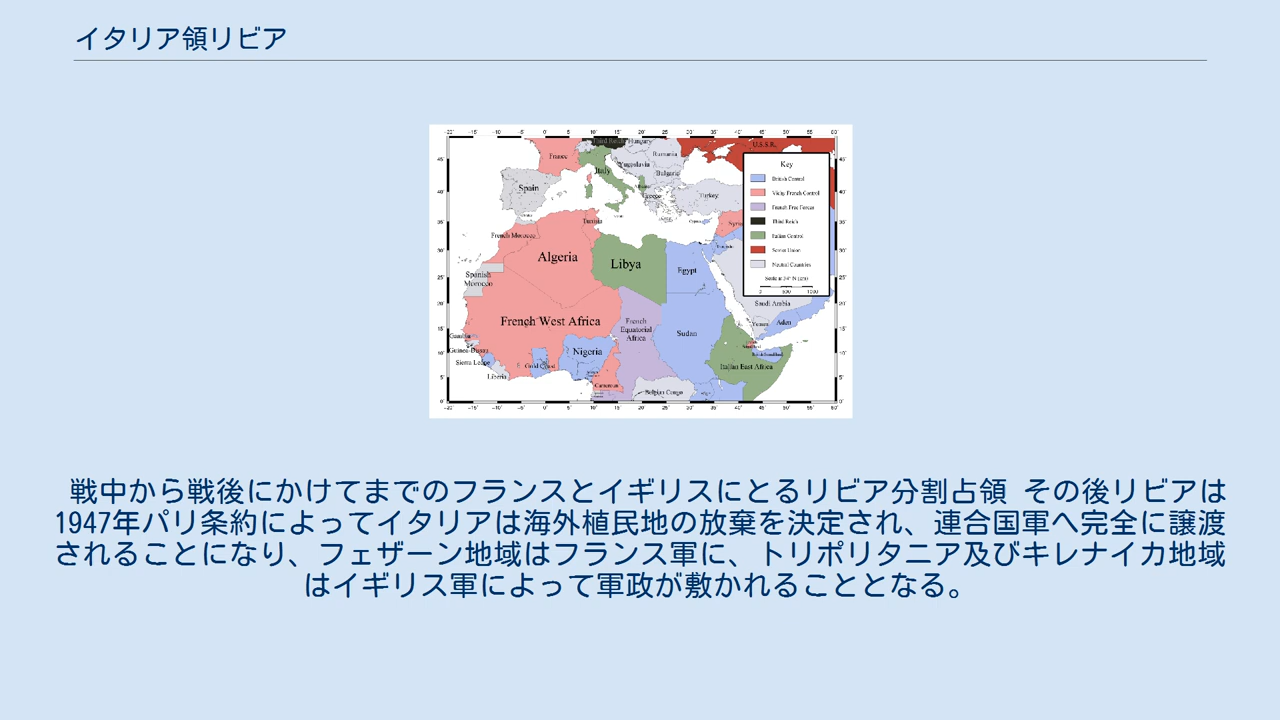 イタリア領リビア
France
Third Reich
Hungary
U.S.S.R.
Romania
Italy
Yugoslavia
Bulgaria
Spain
Greece
Turkey
Key
British Control
Vichy French Control
French Free Forces
Third Reich
Italian Control
Soviet Union
Neutral Countries
Tunisia
French Morocco
Syria
Algeria
Libya
Egypt
Spanish
Morocco
Saudi Arabia
French West Africa
French
Equatorial
Africa
Sudan
Yemen
Aden
Gambia
Guinea-Bissau
Sierra Leone
Liberia
Gold Coast
Nigeria
Cameroun
Italian East Africa
Belgian Congo
戦中から戦後にかけてまでのフランスとイギリスにとるリビア分割占領 その後リビアは
1947年パリ条約によってイタリアは海外植民地の放棄を決定され、連合国軍へ完全に譲渡
されることになり、フェザーン地域はフランス軍に、トリポリタニア及びキレナイカ地域
はイギリス軍によって軍政が敷かれることとなる。